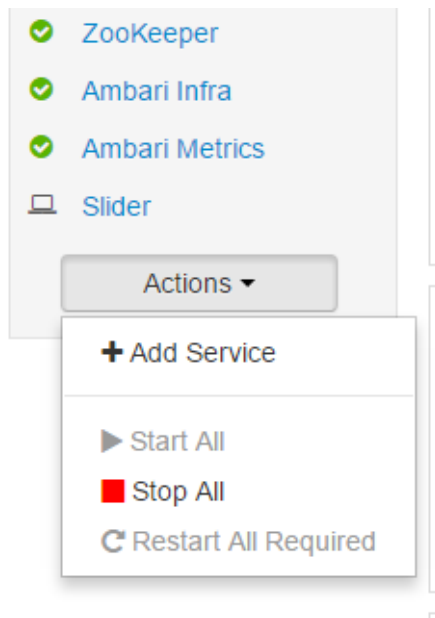 ZooKeeper
Ambari Infra
Ambari Metrics
Slider
Actions
Add Service
Start All
Stop All
Restart All Required